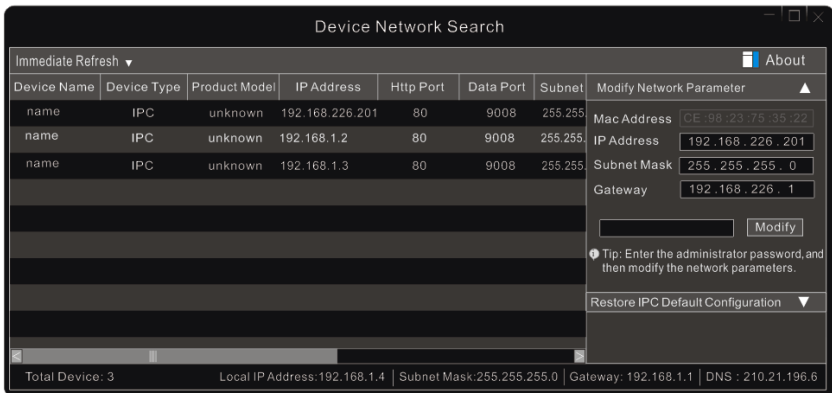 Device Network Search
Immediate Refresh ▼
About
Device Name Device Type Product Model IP Address Http Port Data Port Subnet
name IPC unknown 192.168.226.201 80 9008 255.255.
name IPC unknown 192.168.1.2 80 9008 255.255.
name IPC unknown 192.168.1.3 80 9008 255.255.
Modify Network Parameter ▲
Mac Address CE :98 :23 :75 :35 :22
IP Address 192 .168 . 226 . 201
Subnet Mask 255 . 255 . 255 . 0
Gateway 192 .168 . 226 . 1
Modify
Tip: Enter the administrator password, and
then modify the network parameters.
Restore IPC Default Configuration ▼
Total Device: 3 Local IP Address:192.168.1.4 Subnet Mask:255.255.255.0 Gateway: 192.168.1.1 DNS : 210.21.196.6